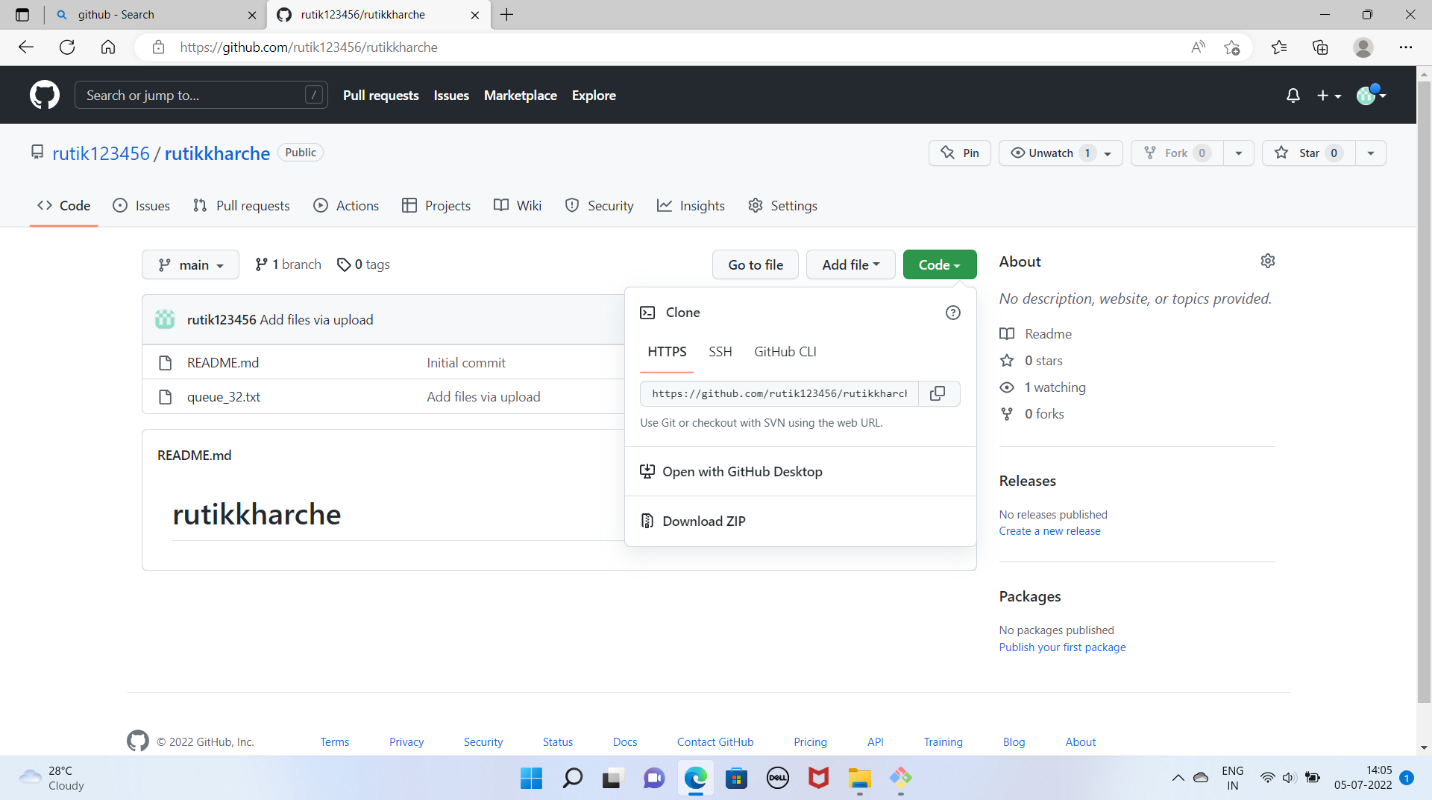 github - Search
rutik123456/rutikkharche
https://github.com/rutik123456/rutikkharche
Search or jump to...
/
Pull requests
Issues
Marketplace
Explore
rutik123456 / rutikkharche
Public
Pin
Unwatch 1
Fork 0
Star 0
Code
Issues
Pull requests
Actions
Projects
Wiki
Security
Insights
Settings
main
1 branch
0 tags
Go to file
Add file
Code
rutik123456 Add files via upload
README.md
Initial commit
queue_32.txt
Add files via upload
README.md
rutikkharche
Clone
HTTPS
SSH
GitHub CLI
https://github.com/rutik123456/rutikkharch
Use Git or checkout with SVN using the web URL.
Open with GitHub Desktop
Download ZIP
About
No description, website, or topics provided.
Readme
0 stars
1 watching
0 forks
Releases
No releases published
Create a new release
Packages
No packages published
Publish your first package
© 2022 GitHub, Inc.
Terms
Privacy
Security
Status
Docs
Contact GitHub
Pricing
API
Training
Blog
About
28°C
Cloudy
DELL
ENG
IN
14:05
05-07-2022
1